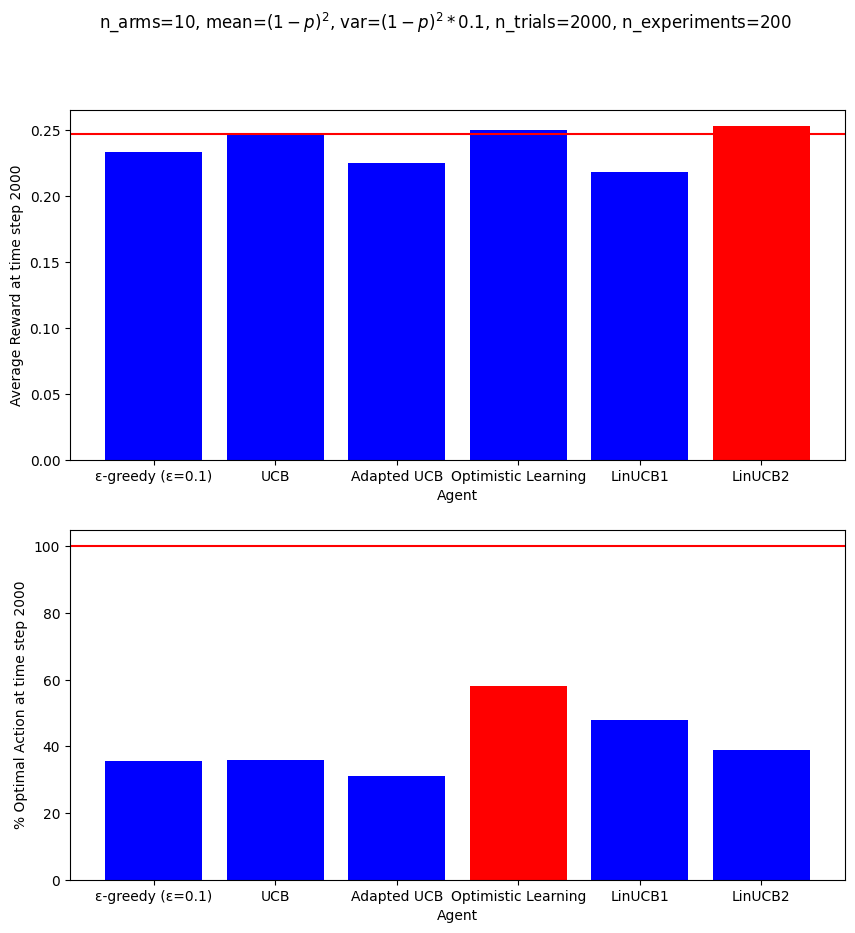 n_arms=10, mean=$(1-p)^2$, var=$(1-p)^2*0.1$, n_trials=2000, n_experiments=200
Average Reward at time step 2000
0.25
0.20
0.15
0.10
0.05
0.00
ε-greedy (ε=0.1) UCB Adapted UCB Optimistic Learning LinUCB1 LinUCB2
Agent
% Optimal Action at time step 2000
100
80
60
40
20
0
ε-greedy (ε=0.1) UCB Adapted UCB Optimistic Learning LinUCB1 LinUCB2
Agent